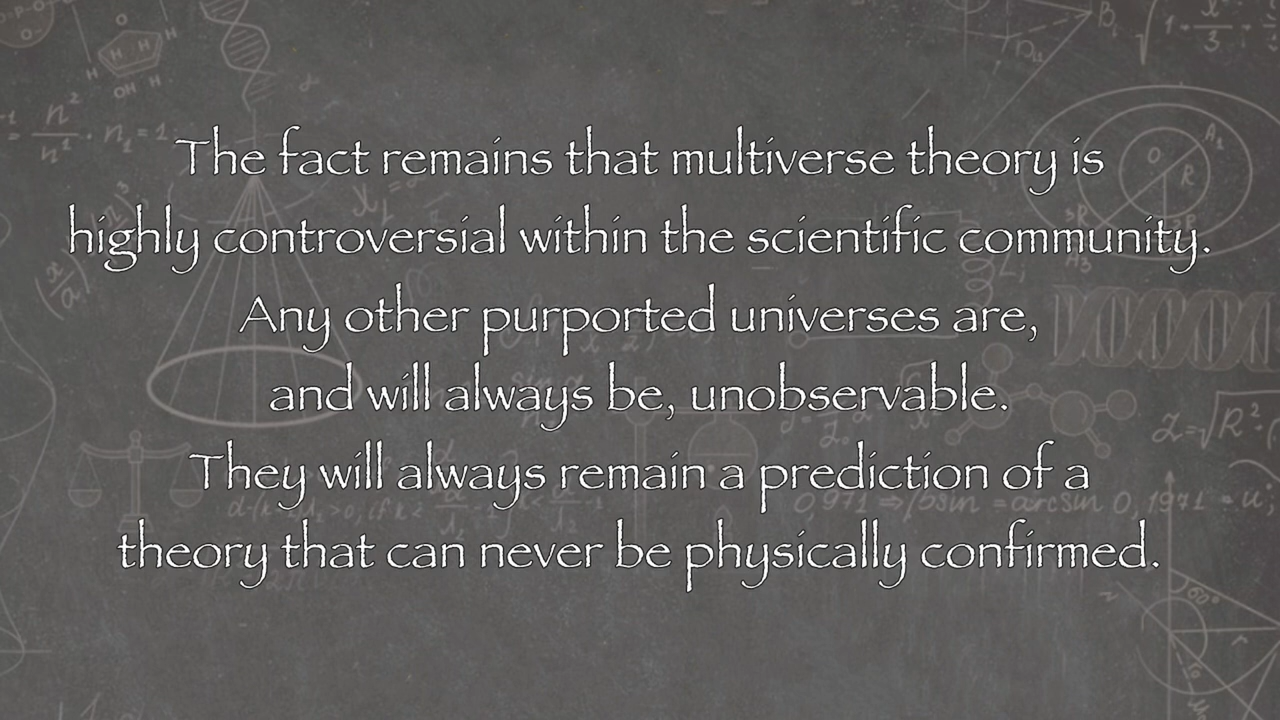 The fact remains that multiverse theory is
highly controversial within the scientific community.
Any other purported universes are,
and will always be, unobservable.
They will always remain a prediction of a
theory that can never be physically confirmed.